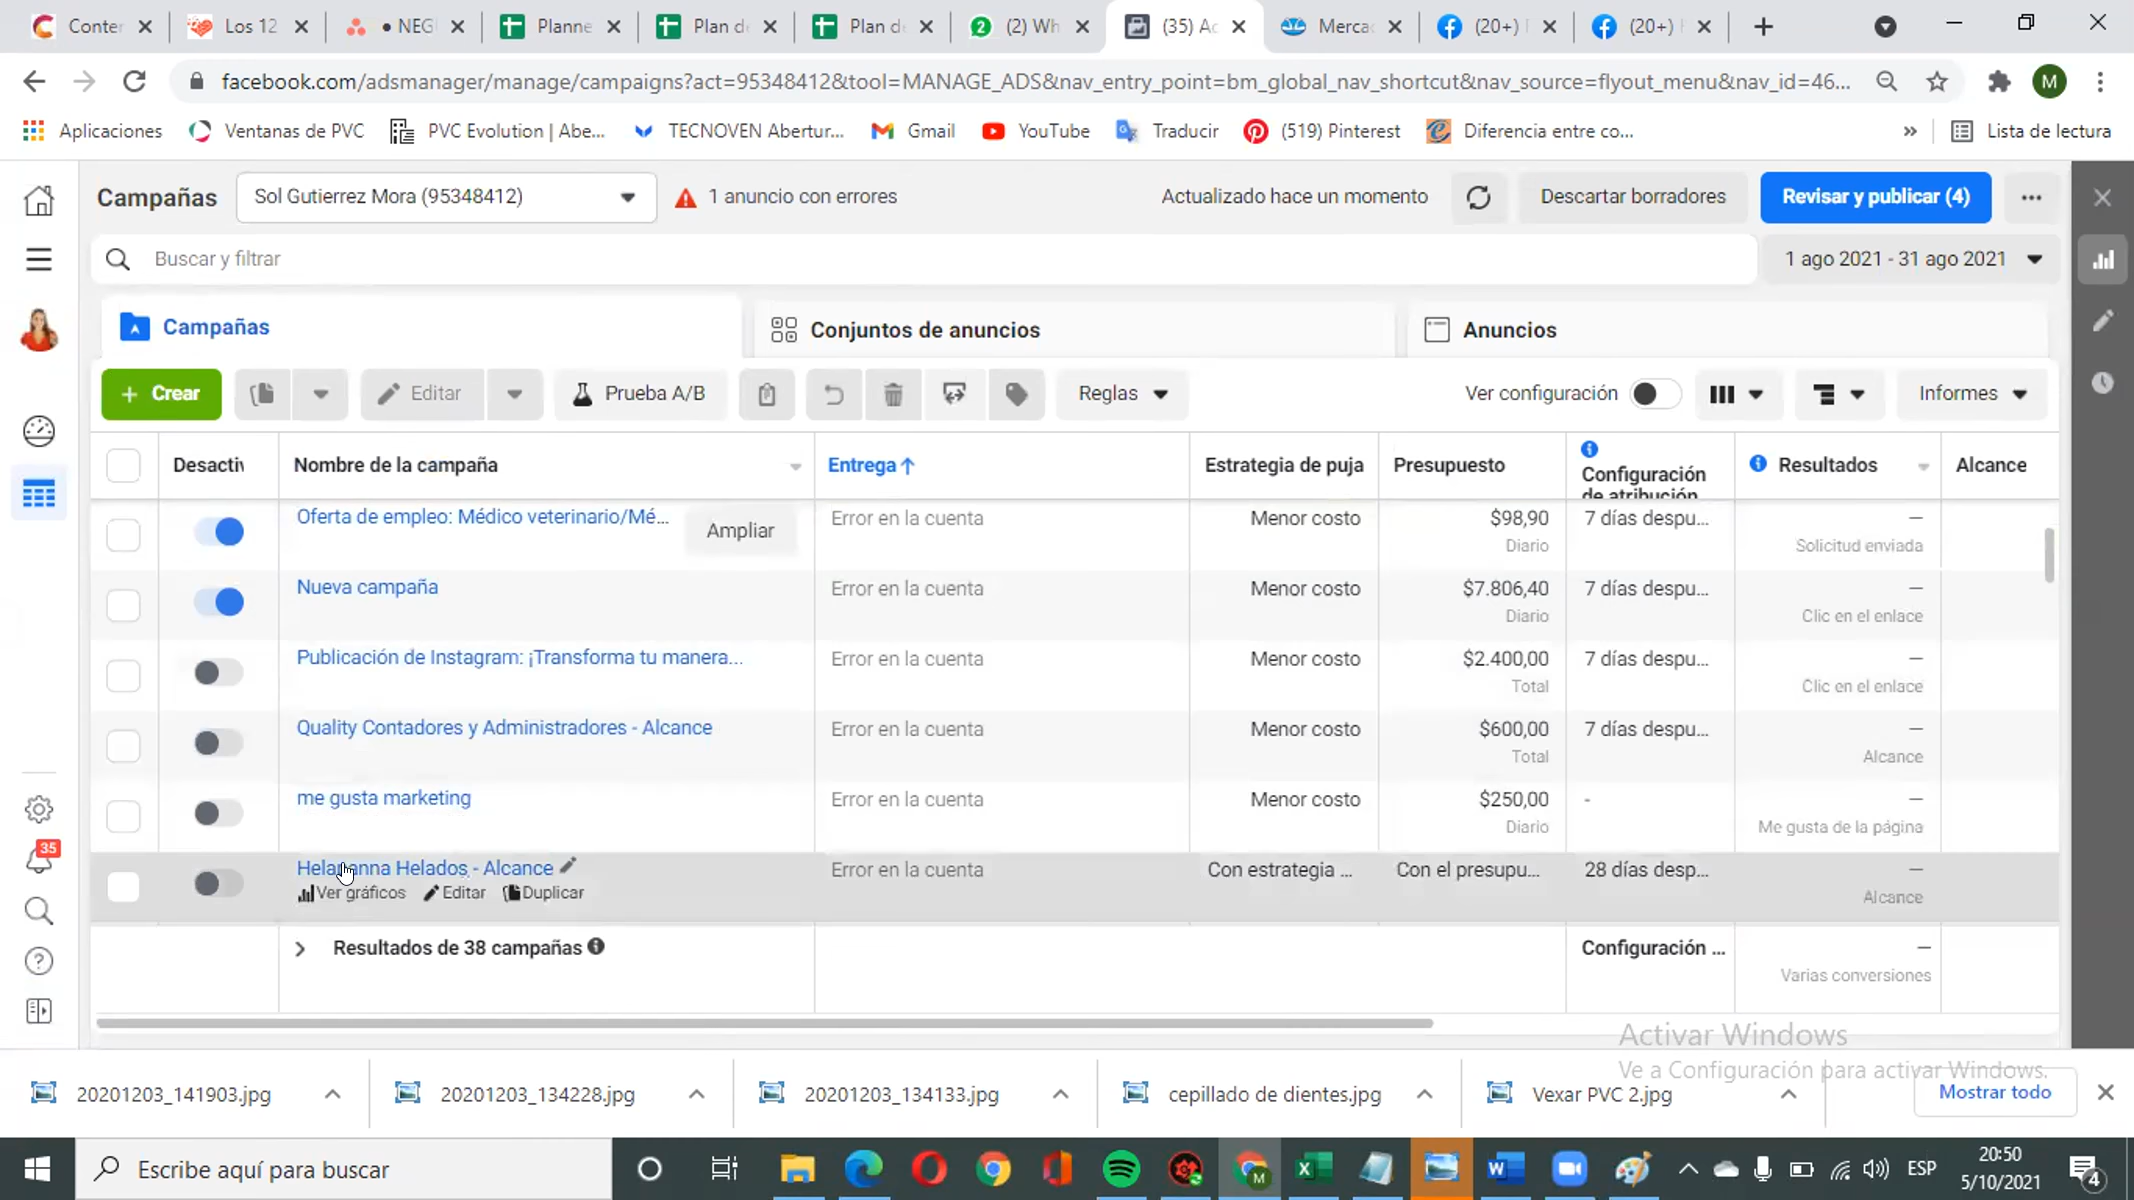 Conter
Los 12
• NEG
Planne
Plan d
Plan d
(2) Wh
(35) Ac
Merca
(20+)
(20+)
facebook.com/adsmanager/manage/campaigns?act=95348412&tool=MANAGE_ADS&nav_entry_point=bm_global_nav_shortcut&nav_source=flyout_menu&nav_id=46...
M
Aplicaciones
Ventanas de PVC
PVC Evolution | Abe...
TECNOVEN Abertur...
Gmail
YouTube
Traducir
(519) Pinterest
Diferencia entre co...
»
Lista de lectura
Campañas
Sol Gutierrez Mora (95348412)
1 anuncio con errores
Actualizado hace un momento
Descartar borradores
Revisar y publicar (4)
Buscar y filtrar
1 ago 2021 - 31 ago 2021
Campañas
Conjuntos de anuncios
Anuncios
+ Crear
Editar
Prueba A/B
Reglas
Ver configuración
Informes
Desactiv
Nombre de la campaña
Entrega↑
Estrategia de puja
Presupuesto
Configuración de atribución
Resultados
Alcance
Oferta de empleo: Médico veterinario/Mé...
Ampliar
Error en la cuenta
Menor costo
$98,90
Diario
7 días despu...
—
Solicitud enviada
Nueva campaña
Error en la cuenta
Menor costo
$7.806,40
Diario
7 días despu...
—
Clic en el enlace
Publicación de Instagram: ¡Transforma tu manera...
Error en la cuenta
Menor costo
$2.400,00
Total
7 días despu...
—
Clic en el enlace
Quality Contadores y Administradores - Alcance
Error en la cuenta
Menor costo
$600,00
Total
7 días despu...
—
Alcance
me gusta marketing
Error en la cuenta
Menor costo
$250,00
Diario
-
—
Me gusta de la página
Helados - Alcance
Ver gráficos
Editar
Duplicar
Error en la cuenta
Con estrategia ...
Con el presupu...
28 días desp...
—
Alcance
Resultados de 38 campañas
Configuración ...
—
Varias conversiones
35
Activar Windows
Ve a Configuración para activar Windows.
20201203_141903.jpg
20201203_134228.jpg
20201203_134133.jpg
cepillado de dientes.jpg
Vexar PVC 2.jpg
Mostrar todo
Escribe aquí para buscar
ESP
20:50
5/10/2021
4